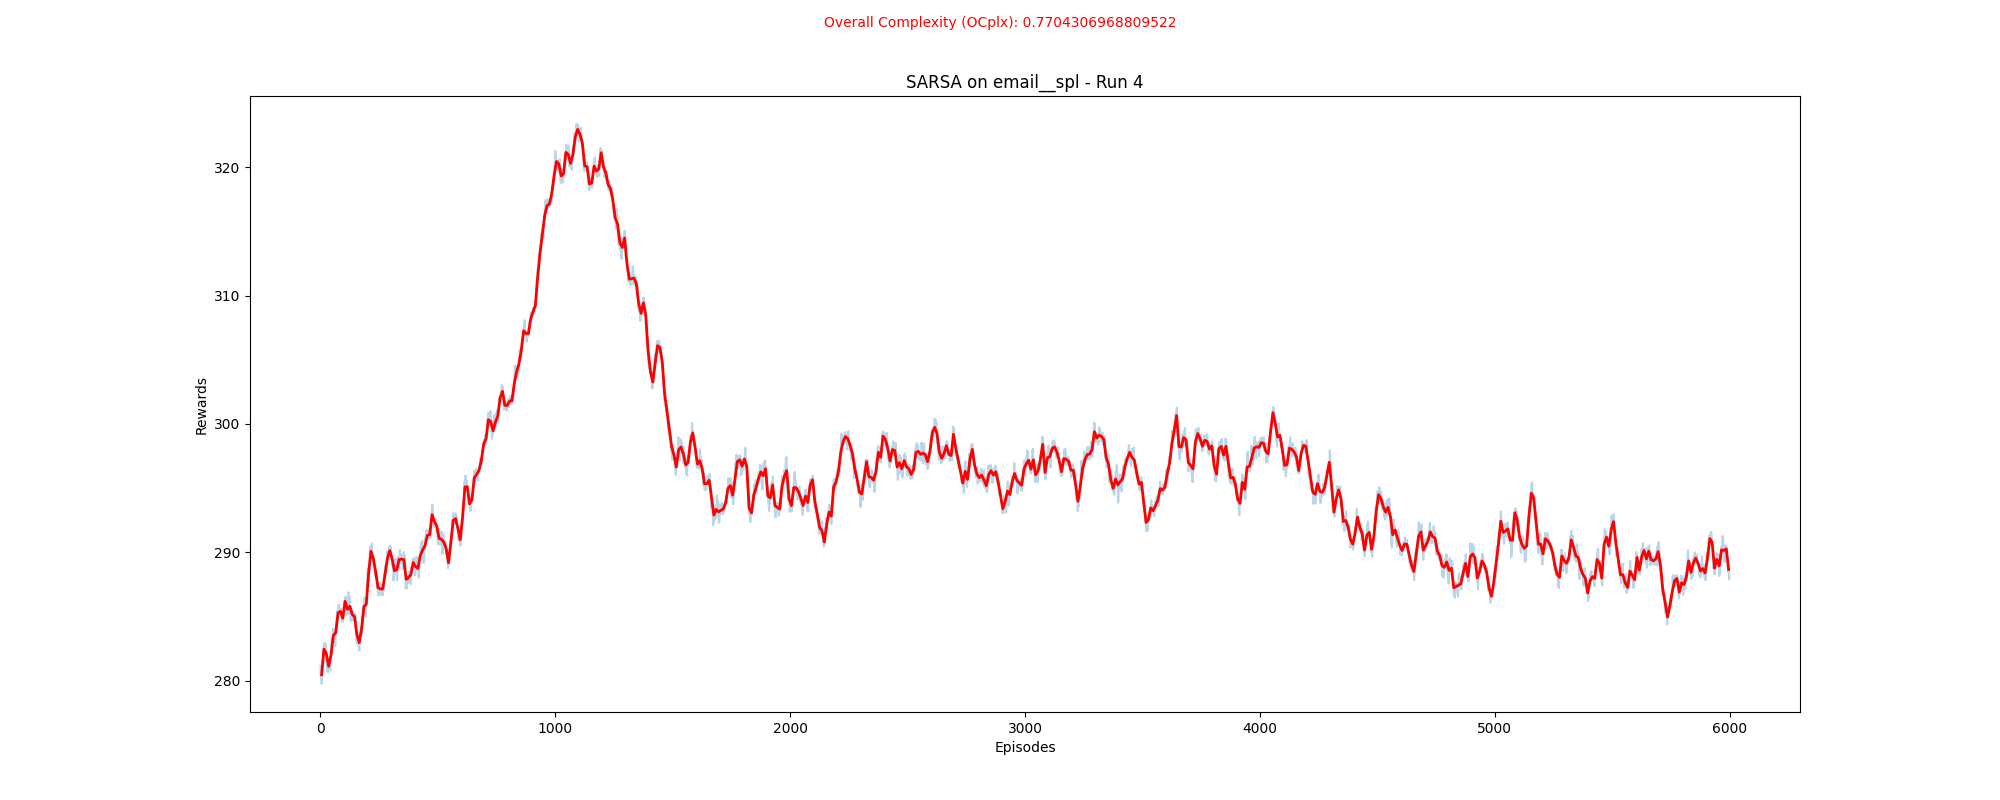 Overall Complexity (OCplx): 0.7704306968809522
SARSA on email__spl - Run 4
320
310
300
290
280
Rewards
0 1000 2000 3000 4000 5000 6000
Episodes